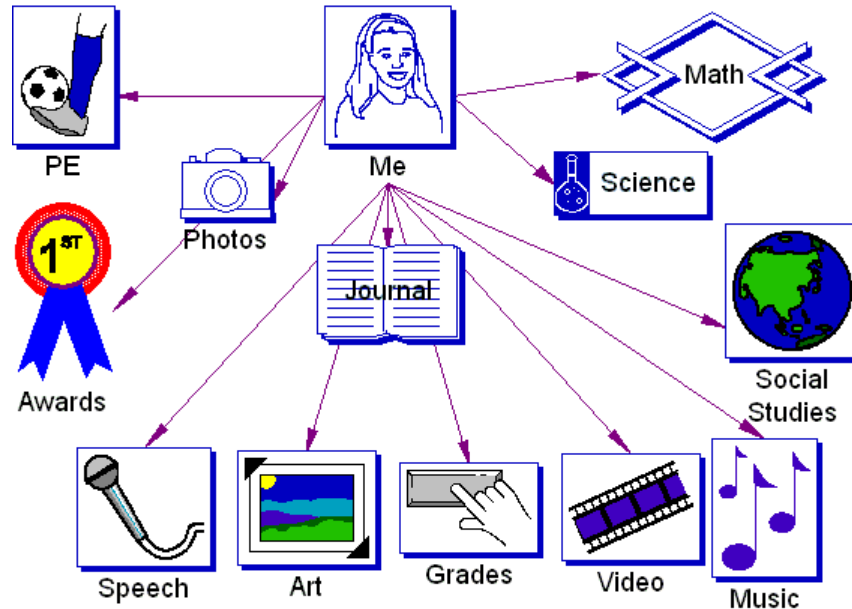 Math
PE
Me
Science
Photos
1ST
Journal
Awards
Social
Studies
Speech
Art
Grades
Video
Music